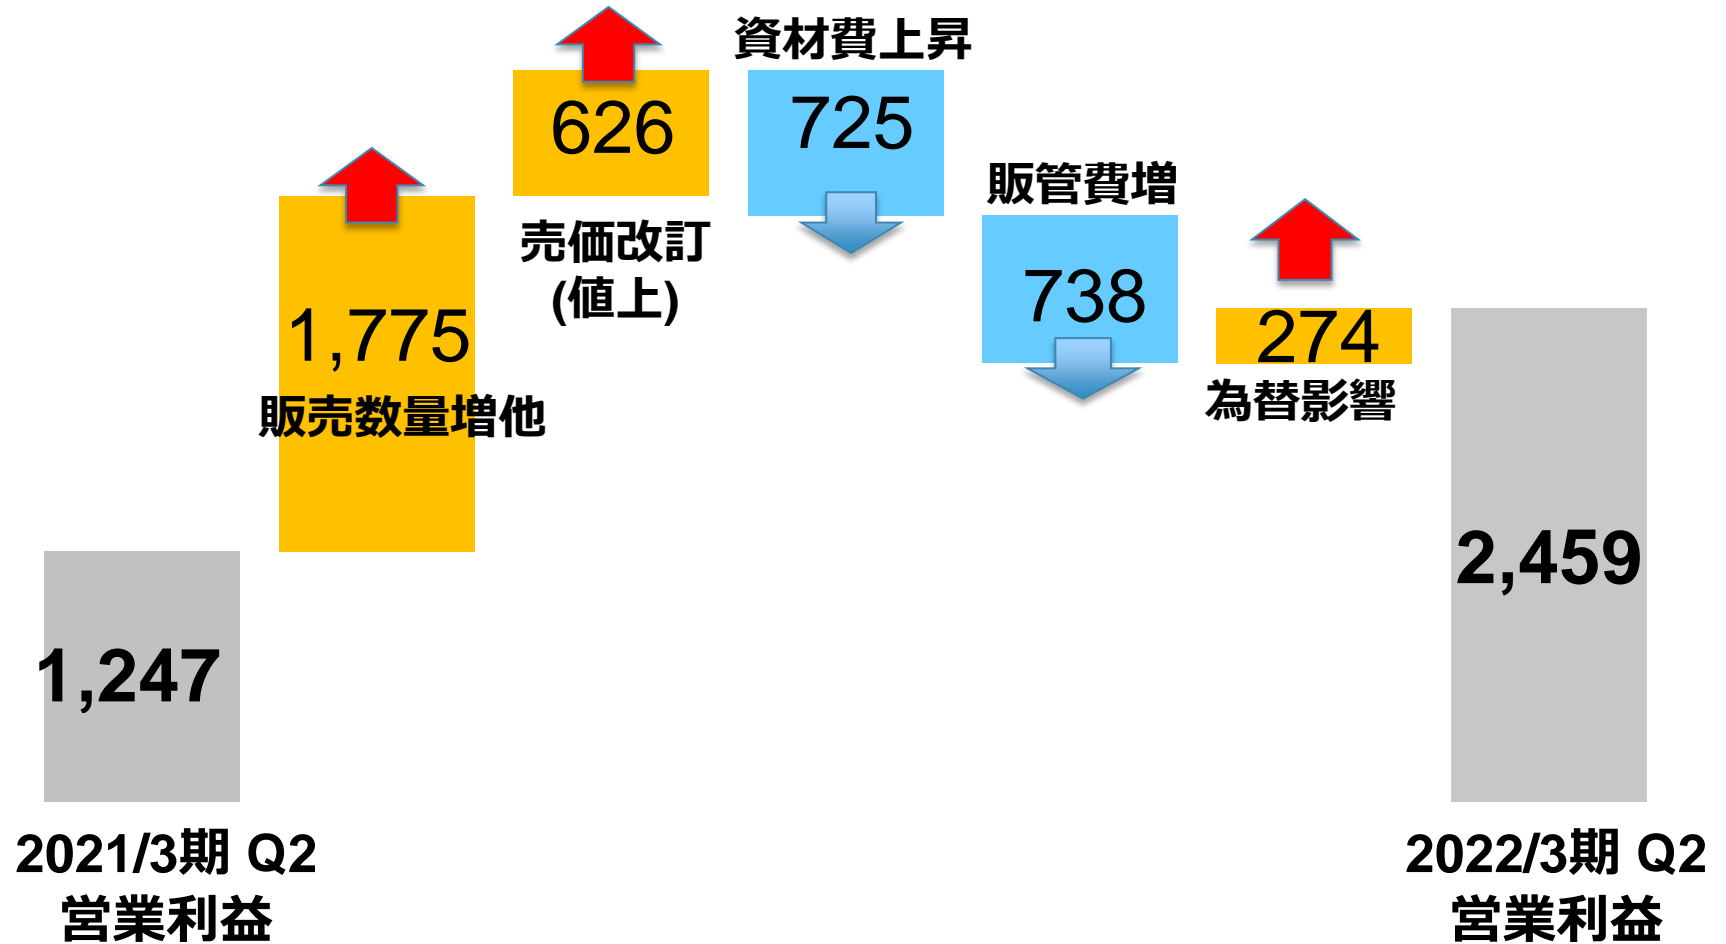 1,247
2021/3期 Q2
営業利益
1,775
販売数量増他
626
売価改訂
(値上)
資材費上昇
725
販管費増
738
274
為替影響
2,459
2022/3期 Q2
営業利益